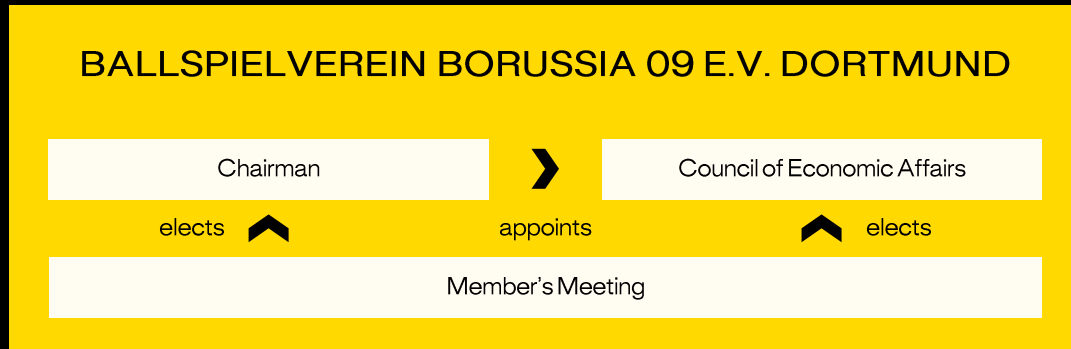 BALLSPIELVEREIN BORUSSIA 09 E.V. DORTMUND
Chairman
Council of Economic Affairs
elects
appoints
elects
Member's Meeting